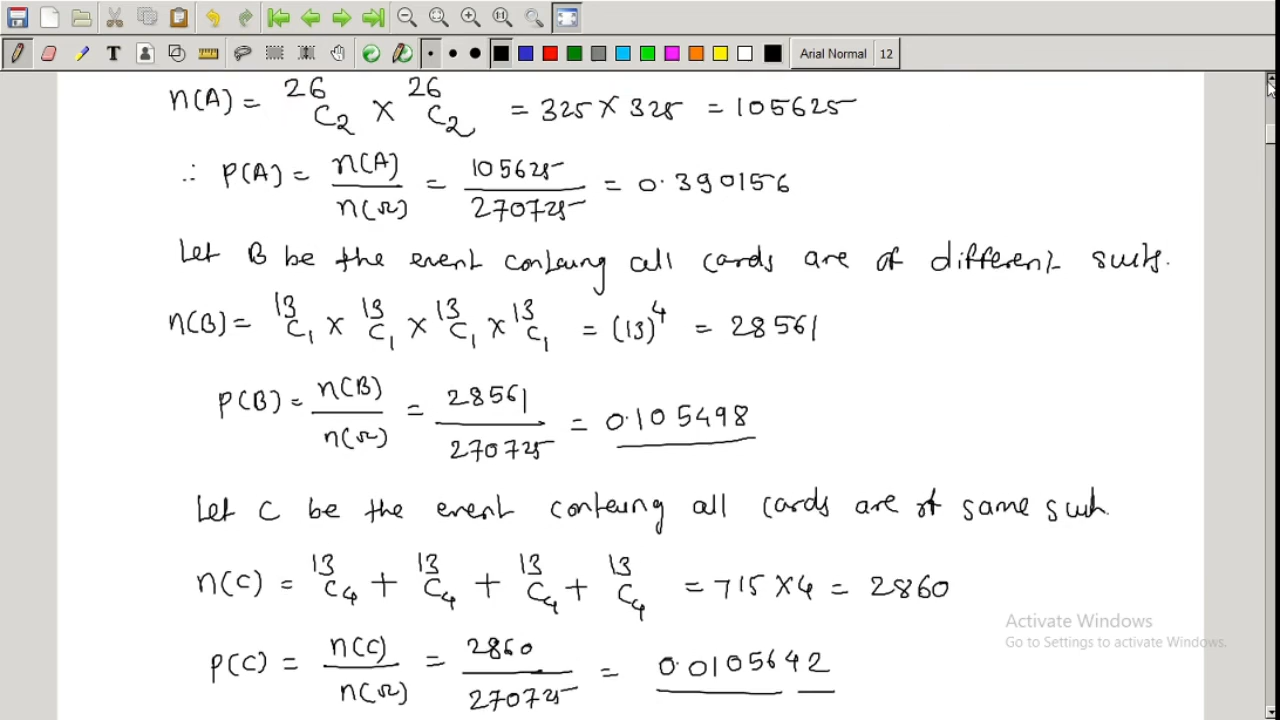 Arial Normal 12
n(A) = 26C2 × 26C2 = 325 × 325 = 105625
∴ P(A) = n(A)/n(Ω) = 105625/270725 = 0.390156
Let B be the event contaung all cards are of different suits.
n(B) = 13C1 × 13C1 × 13C1 × 13C1 = (13)^4 = 28561
P(B) = n(B)/n(Ω) = 28561/270725 = 0.105498
Let C be the event conteung all cards are of same suit.
n(C) = 13C4 + 13C4 + 13C4 + 13C4 = 715 × 4 = 2860
P(C) = n(C)/n(Ω) = 2860/270725 = 0.0105642
Activate Windows
Go to Settings to activate Windows.